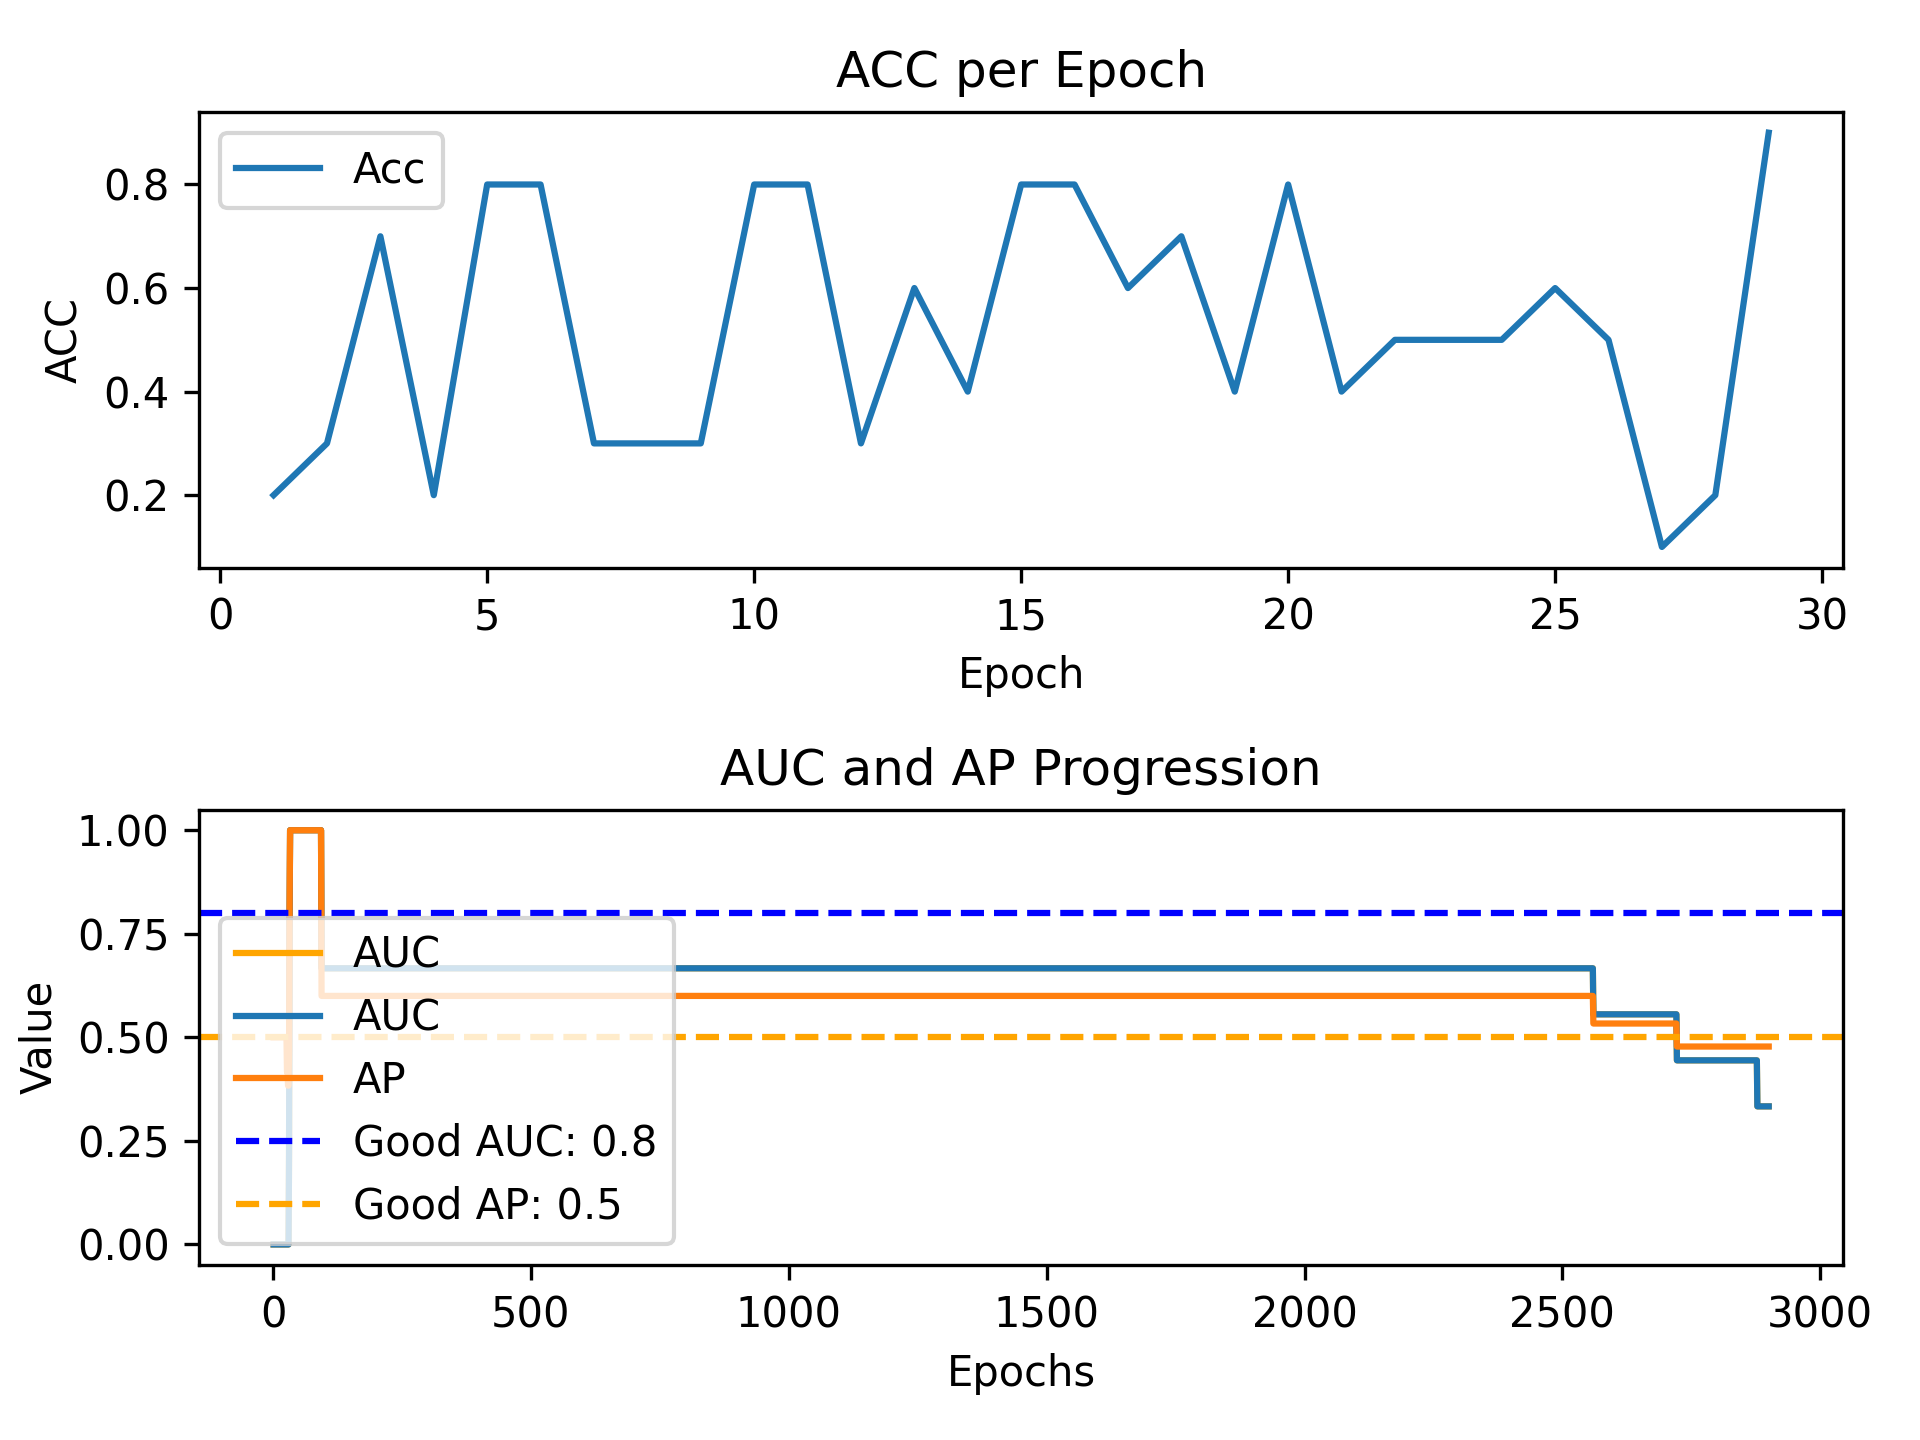 ACC per Epoch
Acc
0.8
0.6
0.4
0.2
ACC
0 5 10 15 20 25 30
Epoch
AUC and AP Progression
1.00
0.75
0.50
0.25
0.00
Value
AUC
AUC
AP
Good AUC: 0.8
Good AP: 0.5
0 500 1000 1500 2000 2500 3000
Epochs